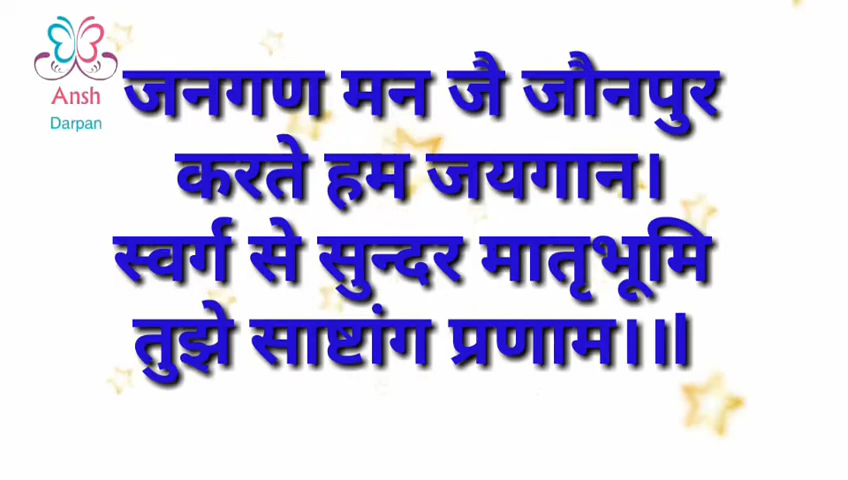 Ansh
Darpan
जनगण मन जै जौनपुर
करते हम जयगान।
स्वर्ग से सुन्दर मातृभूमि
तुझे साष्टांग प्रणाम।।।